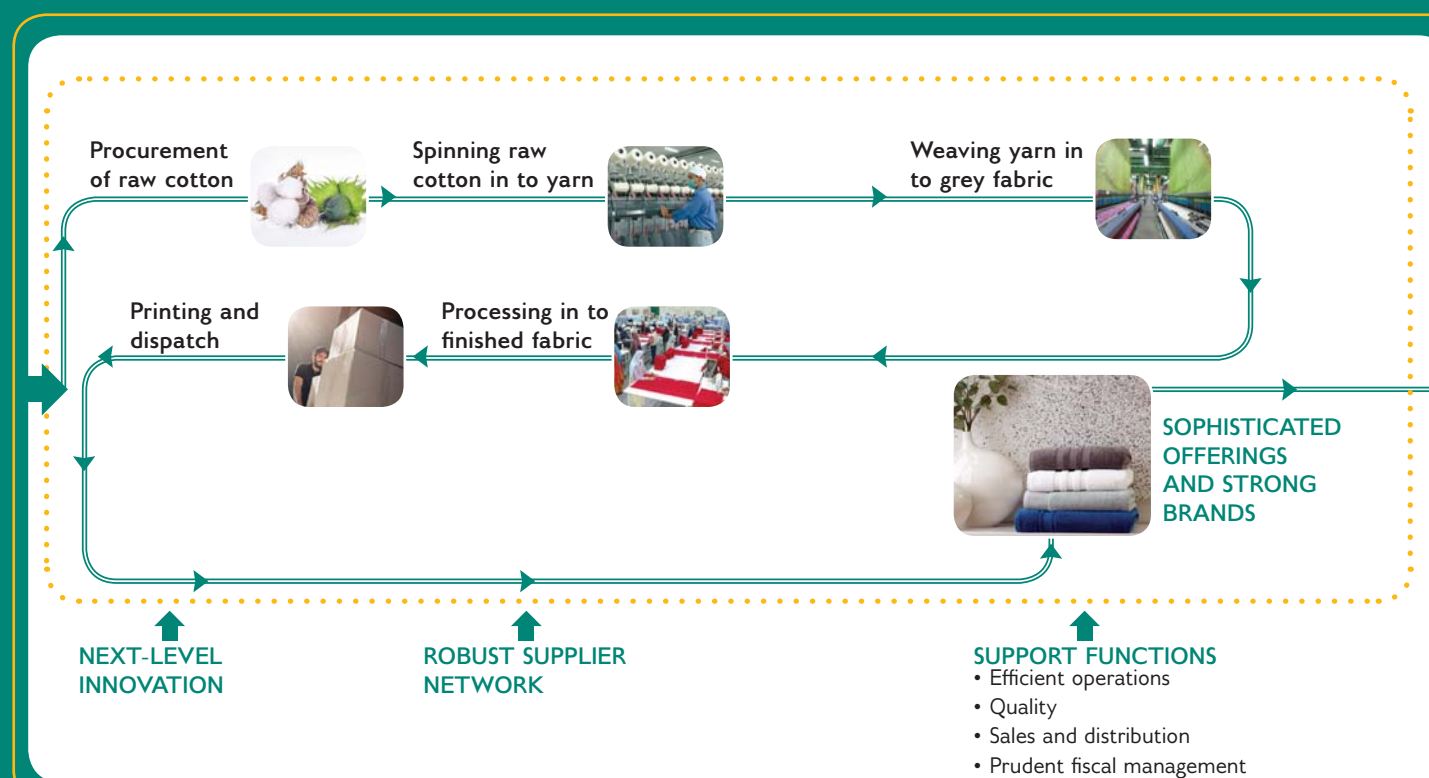 Procurement
of raw cotton
Spinning raw
cotton in to yarn
Weaving yarn in
to grey fabric
Printing and
dispatch
Processing in to
finished fabric
SOPHISTICATED
OFFERINGS
AND STRONG
BRANDS
NEXT-LEVEL
INNOVATION
ROBUST SUPPLIER
NETWORK
SUPPORT FUNCTIONS
• Efficient operations
• Quality
• Sales and distribution
• Prudent fiscal management